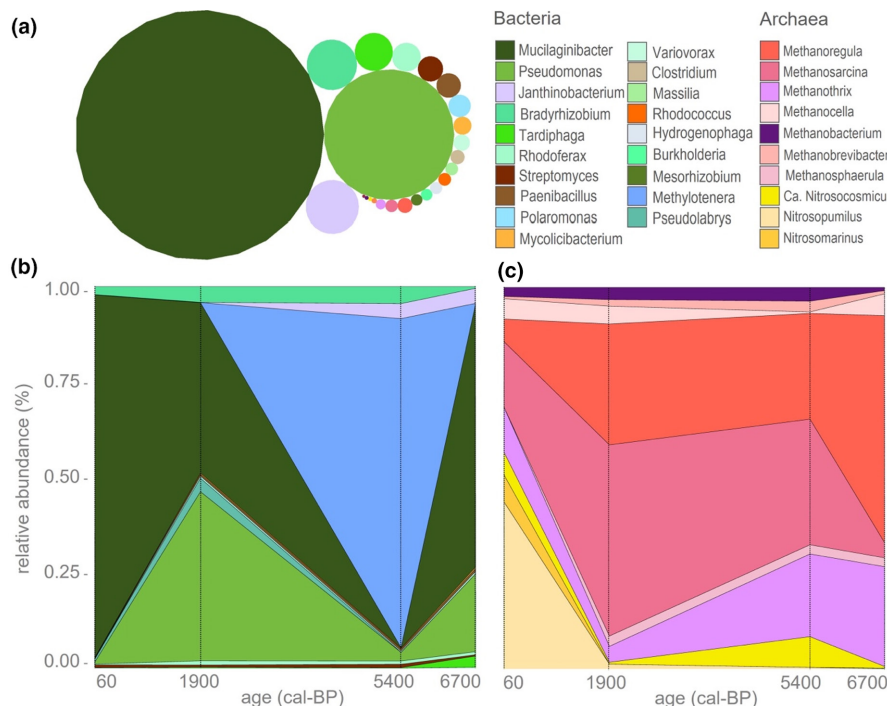 (a)
Bacteria
Archaea
Mucilaginibacter
Pseudomonas
Janthinobacterium
Bradyrhizobium
Tardiphaga
Rhodoferax
Streptomyces
Paenibacillus
Polaromonas
Mycolicibacterium
Variovorax
Clostridium
Massilia
Rhodococcus
Hydrogenophaga
Burkholderia
Mesorhizobium
Methylotenera
Pseudolabrys
Methanoregula
Methanosarcina
Methanothrix
Methanocella
Methanobacterium
Methanobrevibacter
Methanosphaerula
Ca. Nitrosocosmicu
Nitrosopumilus
Nitrosomarinus
(b)
(c)
relative abundance (%)
1.00
0.75
0.50
0.25
0.00
60 1900 5400 6700
age (cal-BP)
60 1900 5400 6700
age (cal-BP)